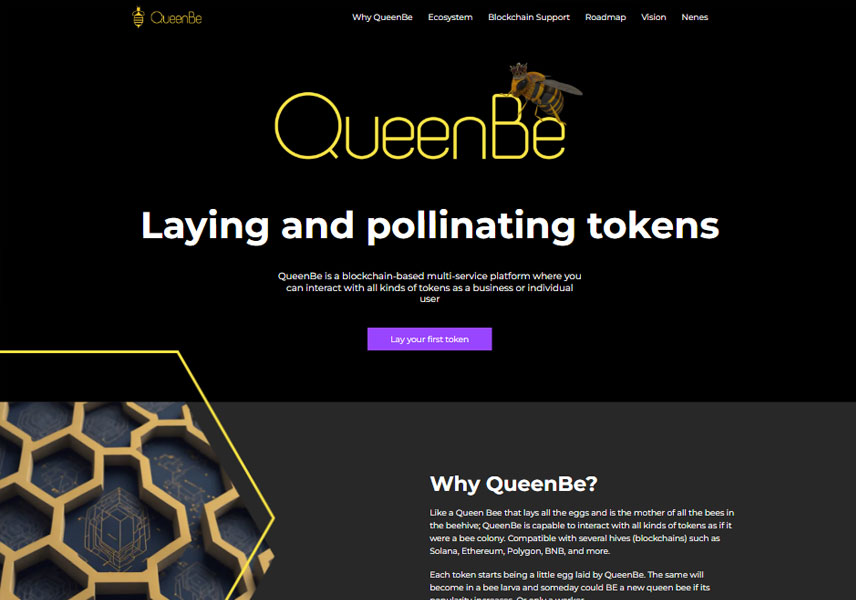 QueenBe
Why QueenBe Ecosystem Blockchain Support Roadmap Vision Nenes
QueenBe
Laying and pollinating tokens
QueenBe is a blockchain-based multi-service platform where you
can interact with all kinds of tokens as a business or individual
user
Lay your first token
Why QueenBe?
Like a Queen Bee that lays all the eggs and is the mother of all the bees in
the beehive; QueenBe is capable to interact with all kinds of tokens as if it
were a bee colony. Compatible with several hives (blockchains) such as
Solana, Ethereum, Polygon, BNB, and more.
Each token starts being a little egg laid by QueenBe. The same will
become in a bee larva and someday could BE a new queen bee if its
popularity increases. Or only a worker.